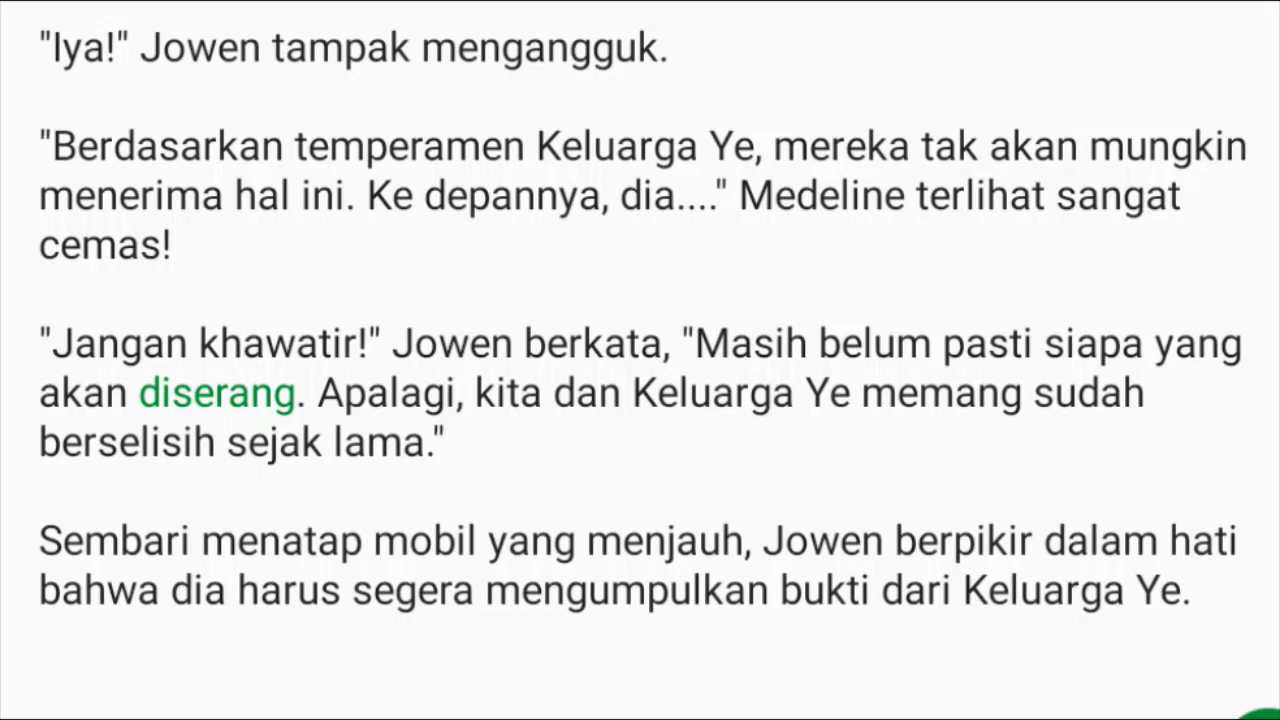 "Iya!" Jowen tampak mengangguk.
"Berdasarkan temperamen Keluarga Ye, mereka tak akan mungkin
menerima hal ini. Ke depannya, dia...." Medeline terlihat sangat
cemas!
"Jangan khawatir!" Jowen berkata, "Masih belum pasti siapa yang
akan diserang. Apalagi, kita dan Keluarga Ye memang sudah
berselisih sejak lama."
Sembari menatap mobil yang menjauh, Jowen berpikir dalam hati
bahwa dia harus segera mengumpulkan bukti dari Keluarga Ye.